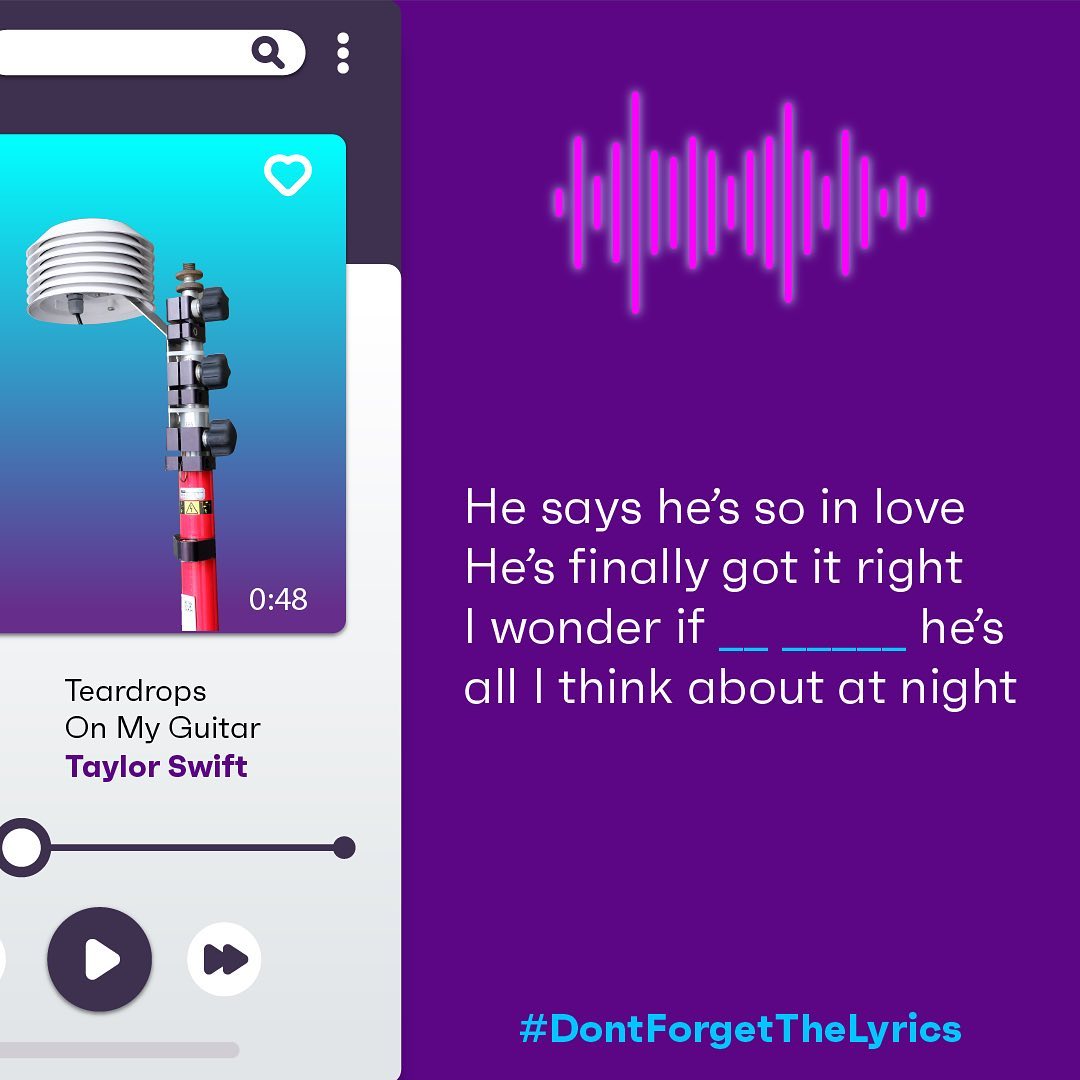 0:48
Teardrops
On My Guitar
Taylor Swift
He says he’s so in love
He’s finally got it right
I wonder if __ _____ he’s
all I think about at night
#DontForgetTheLyrics